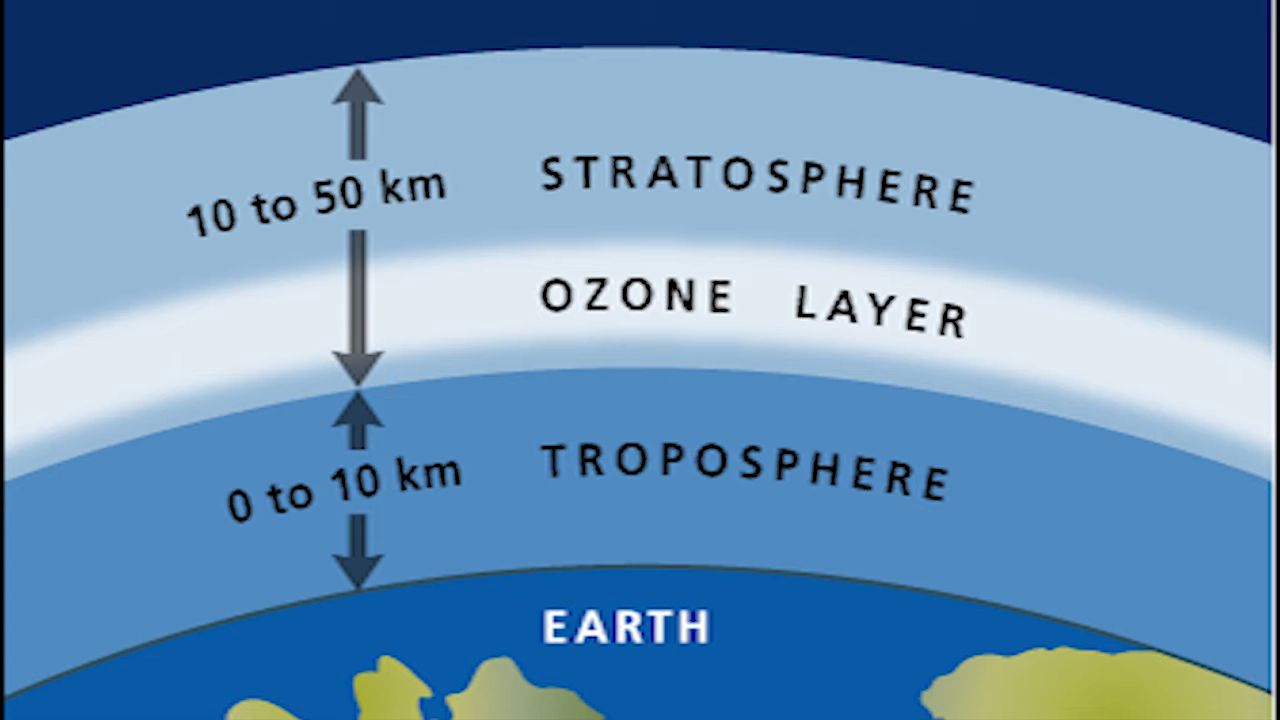 10 to 50 km
STRATOSPHERE
OZONE LAYER
0 to 10 km
TROPOSPHERE
EARTH